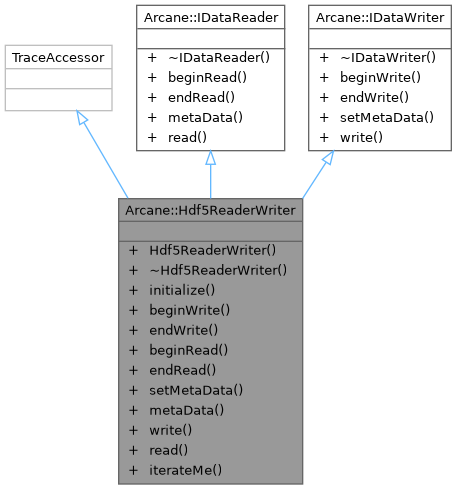 TraceAccessor
Arcane::IDataReader
+ ~IDataReader()
+ beginRead()
+ endRead()
+ metaData()
+ read()
Arcane::IDataWriter
+ ~IDataWriter()
+ beginWrite()
+ endWrite()
+ setMetaData()
+ write()
Arcane::Hdf5ReaderWriter
+ Hdf5ReaderWriter()
+ ~Hdf5ReaderWriter()
+ initialize()
+ beginWrite()
+ endWrite()
+ beginRead()
+ endRead()
+ setMetaData()
+ metaData()
+ write()
+ read()
+ iterateMe()